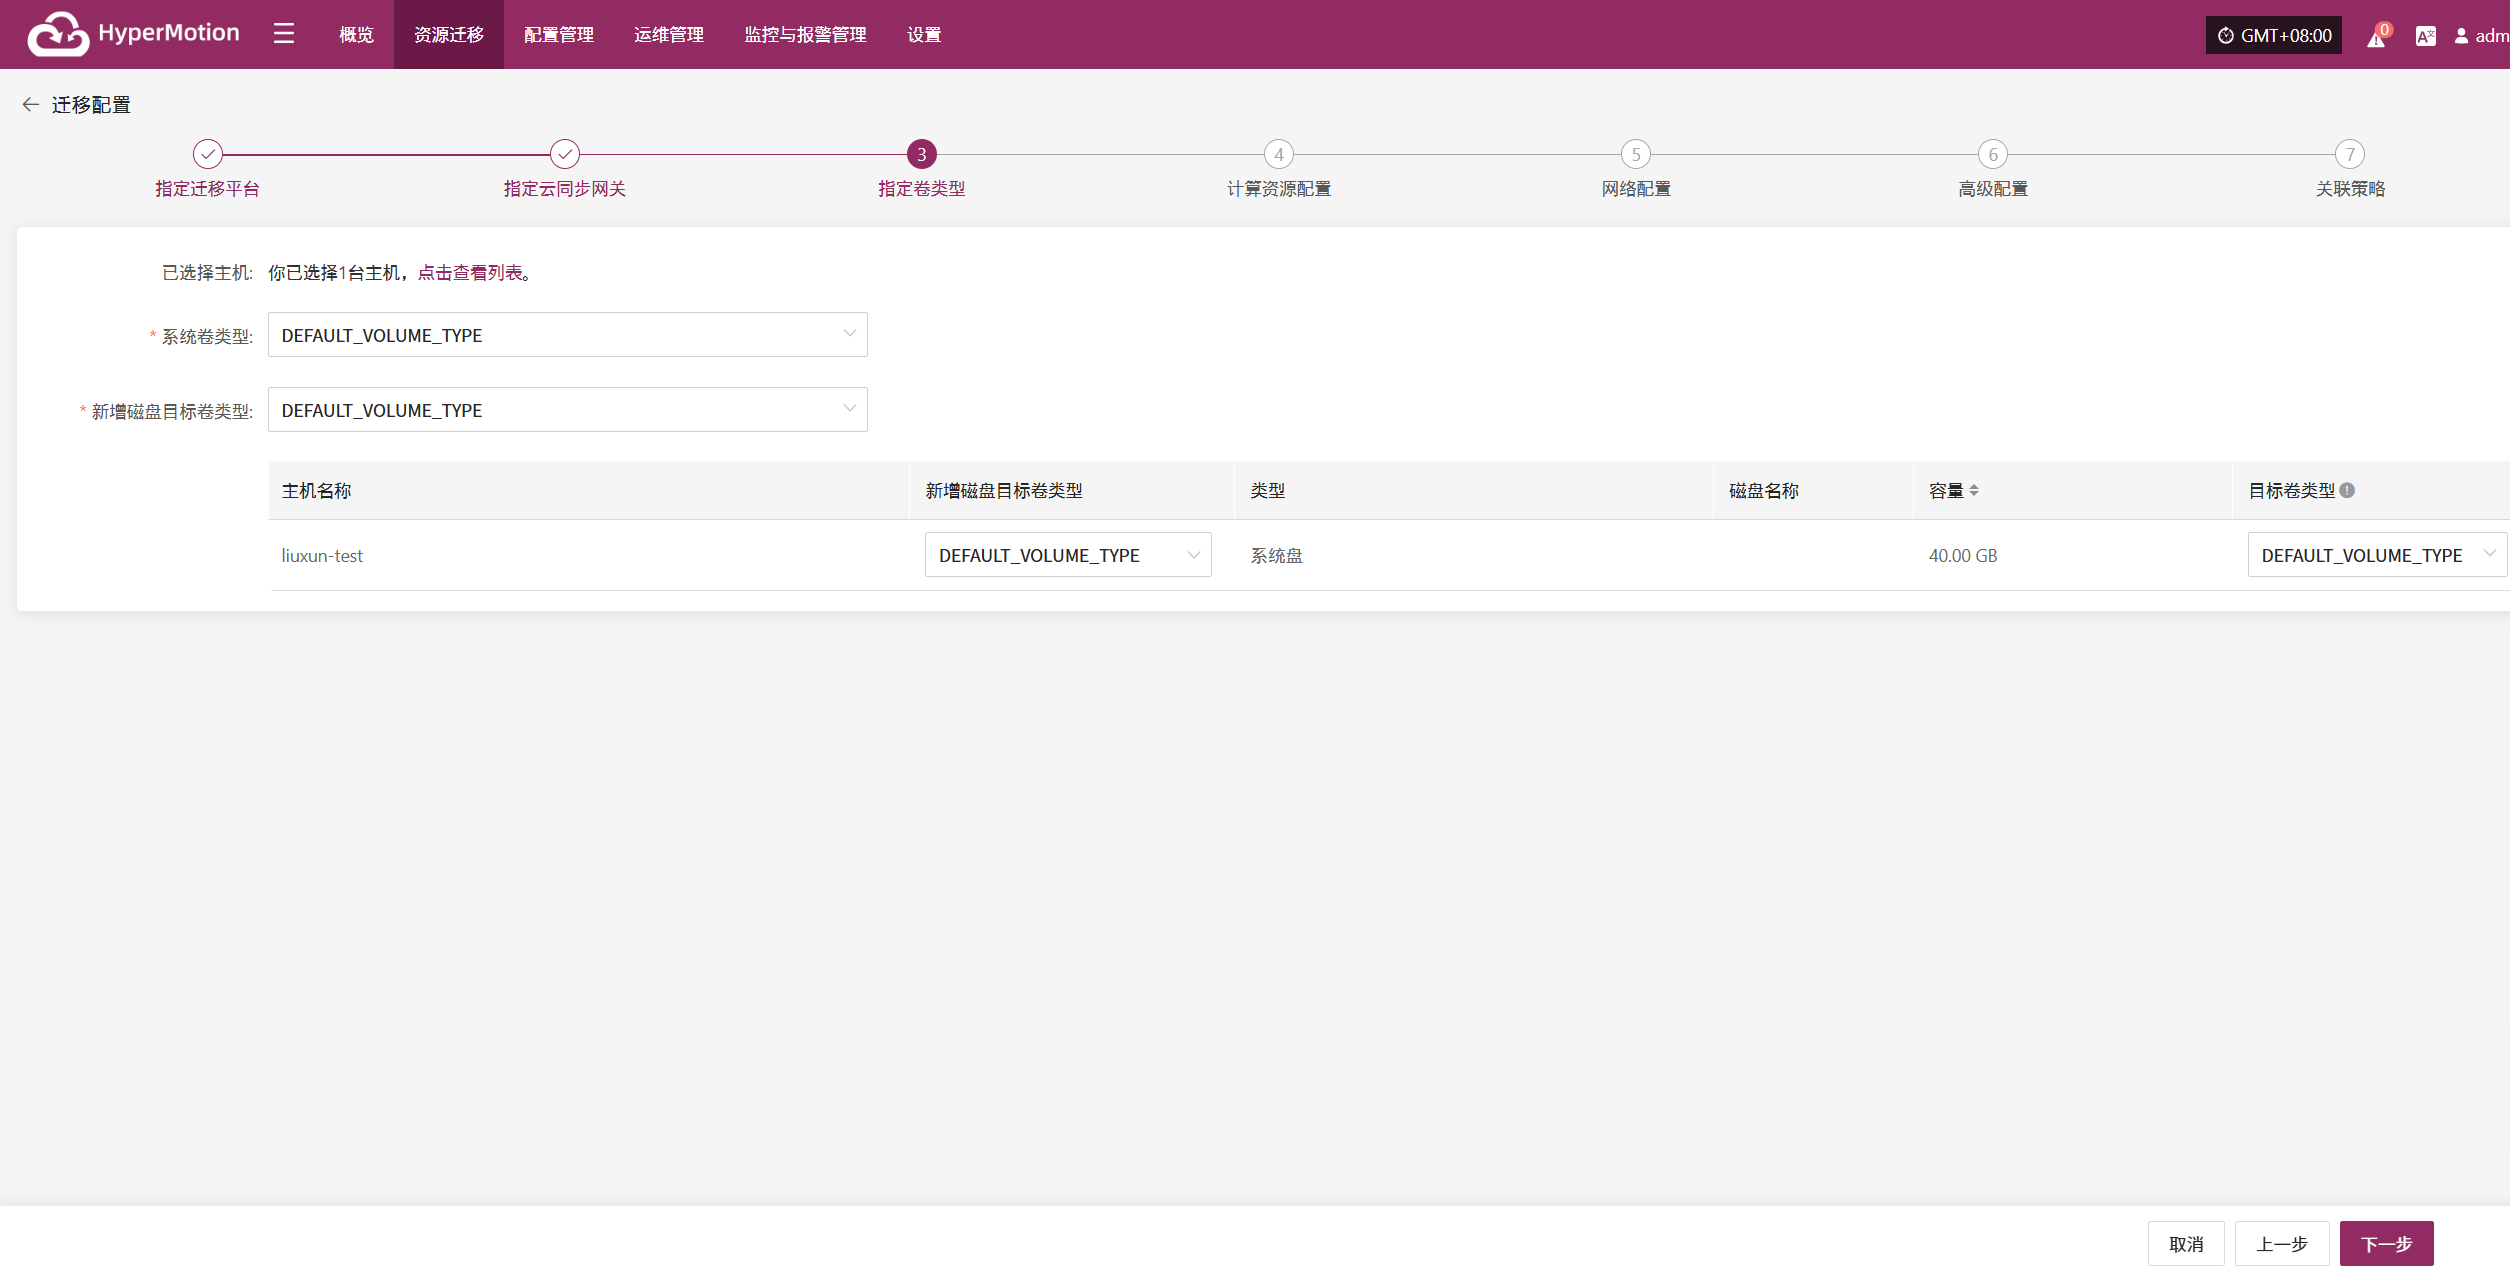 HyperMotion
概览 资源迁移 配置管理 运维管理 监控与报警管理 设置
GMT+08:00 0 A文 adm
迁移配置
3 4 5 6 7
指定迁移平台 指定云同步网关 指定卷类型 计算资源配置 网络配置 高级配置 关联策略
已选择主机: 你已选择1台主机，点击查看列表。
* 系统卷类型: DEFAULT_VOLUME_TYPE
* 新增磁盘目标卷类型: DEFAULT_VOLUME_TYPE
主机名称 新增磁盘目标卷类型 类型 磁盘名称 容量 目标卷类型
liuxun-test DEFAULT_VOLUME_TYPE 系统盘 40.00 GB DEFAULT_VOLUME_TYPE
取消 上一步 下一步